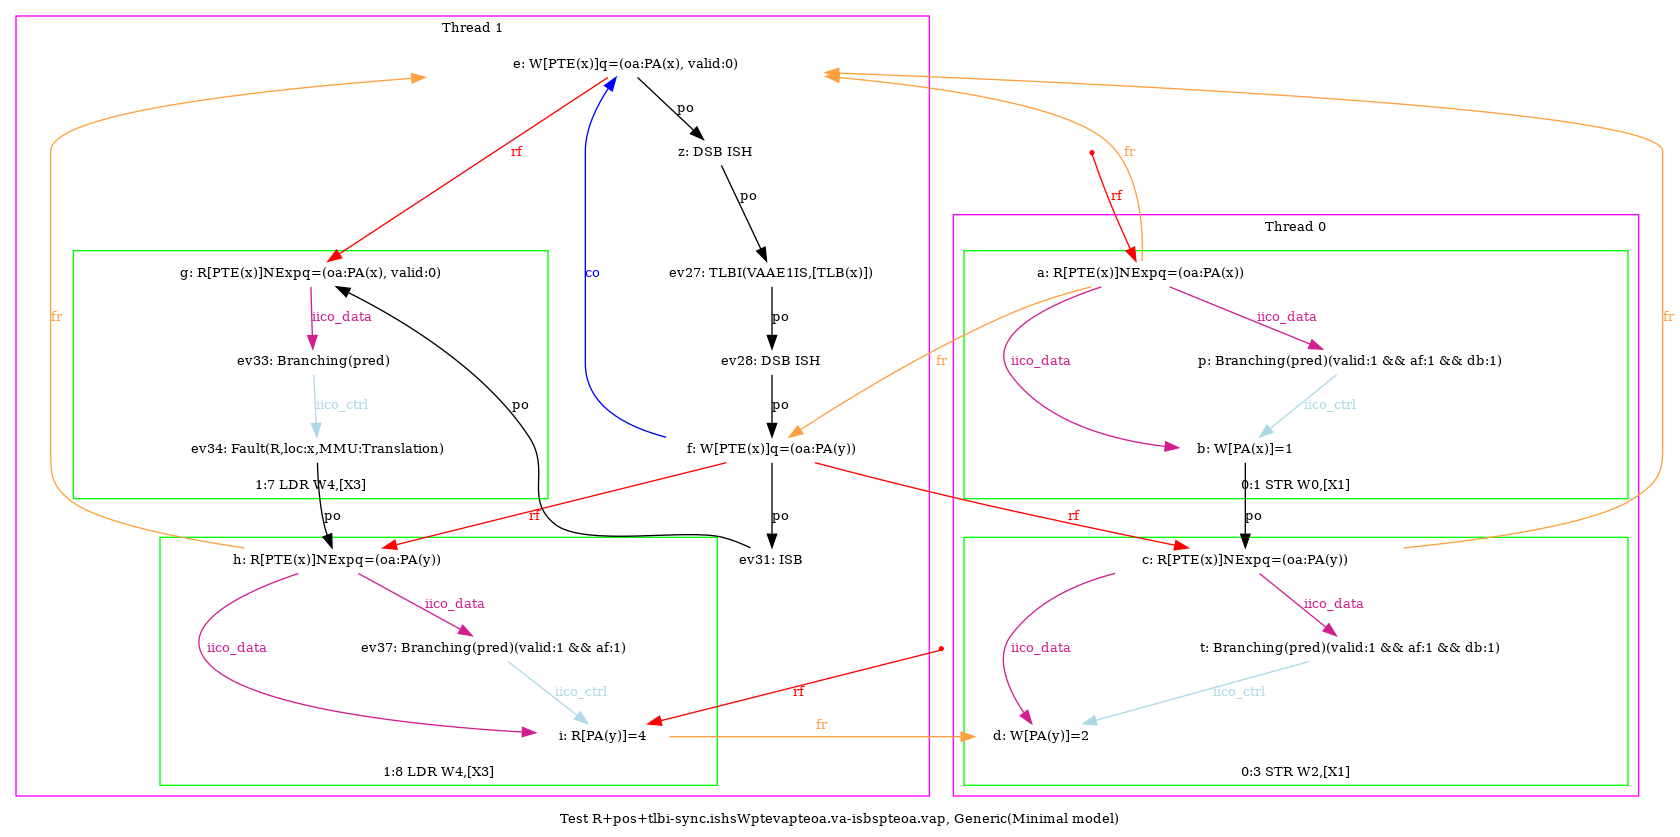 Thread 1
e: W[PTE(x)]q=(oa:PA(x), valid:0)
po
rf
z: DSB ISH
fr
po
rf
Thread 0
g: R[PTE(x)]NExpq=(oa:PA(x), valid:0)
ev27: TLBI(VAAE1IS,[TLB(x)])
a: R[PTE(x)]NExpq=(oa:PA(x))
co
fr
iico_data
po
iico_data
fr
ev33: Branching(pred)
ev28: DSB ISH
fr
iico_data
p: Branching(pred)(valid:1 && af:1 && db:1)
iico_ctrl
po
po
iico_ctrl
ev34: Fault(R,loc:x,MMU:Translation)
f: W[PTE(x)]q=(oa:PA(y))
b: W[PA(x)]=1
1:7 LDR W4,[X3]
0:1 STR W0,[X1]
po
rf
po
rf
po
h: R[PTE(x)]NExpq=(oa:PA(y))
ev31: ISB
c: R[PTE(x)]NExpq=(oa:PA(y))
iico_data
iico_data
iico_data
ev37: Branching(pred)(valid:1 && af:1)
iico_data
t: Branching(pred)(valid:1 && af:1 && db:1)
iico_ctrl
rf
iico_ctrl
i: R[PA(y)]=4
fr
d: W[PA(y)]=2
1:8 LDR W4,[X3]
0:3 STR W2,[X1]
Test R+pos+tlbi-sync.ishsWptevapteoa.va-isbspteoa.vap, Generic(Minimal model)